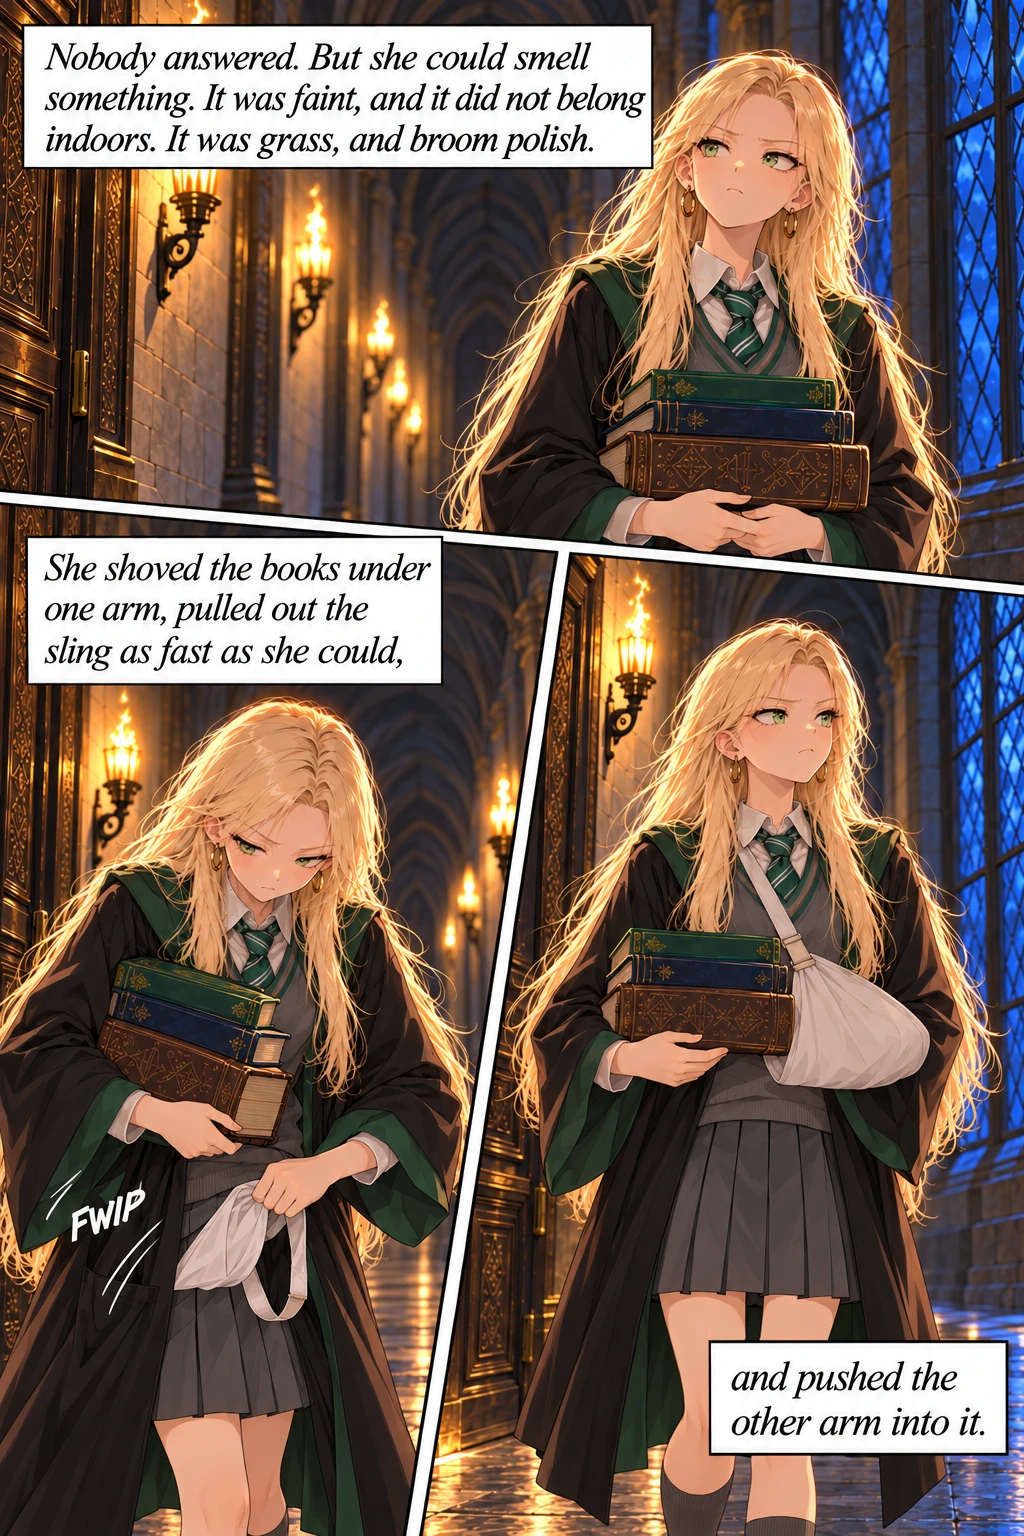 Nobody answered. But she could smell
something. It was faint, and it did not belong
indoors. It was grass, and broom polish.
She shoved the books under
one arm, pulled out the
sling as fast as she could,
FWIP
and pushed the
other arm into it.